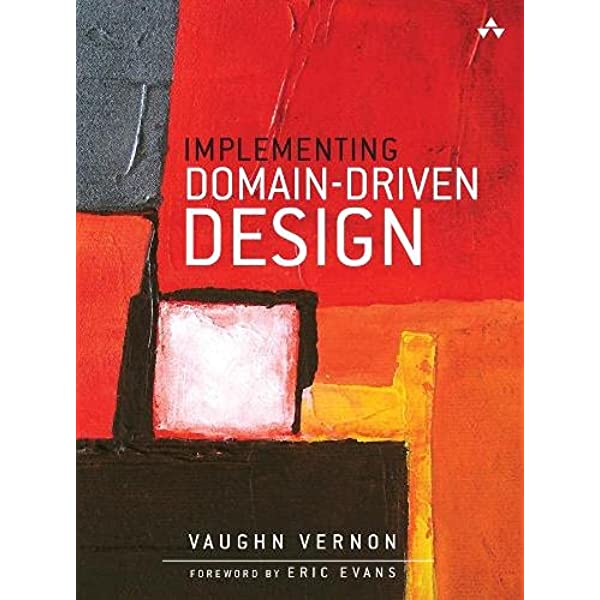 IMPLEMENTING
DOMAIN-DRIVEN
DESIGN
VAUGHN VERNON
FOREWORD BY ERIC EVANS